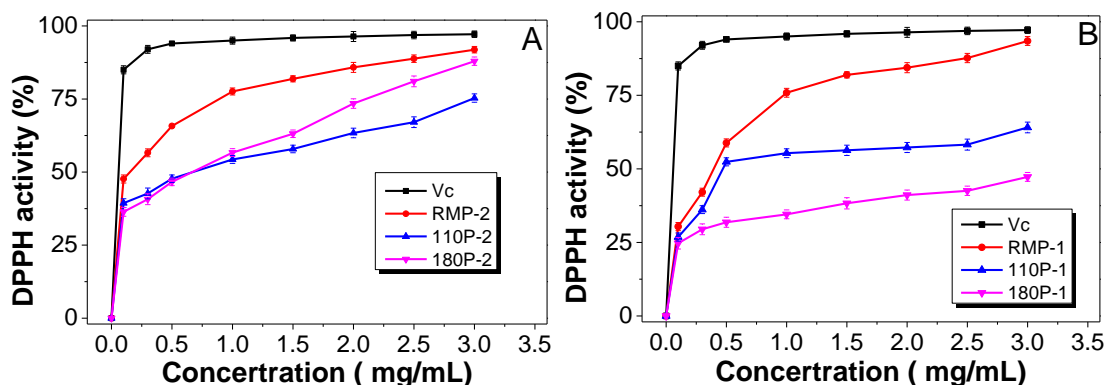 A
DPPH activity (%)
100
75
50
25
0
Vc
RMP-2
110P-2
180P-2
0.0 0.5 1.0 1.5 2.0 2.5 3.0 3.5
Concertration ( mg/mL)
B
DPPH activity (%)
100
75
50
25
0
Vc
RMP-1
110P-1
180P-1
0.0 0.5 1.0 1.5 2.0 2.5 3.0 3.5
Concertration ( mg/mL)